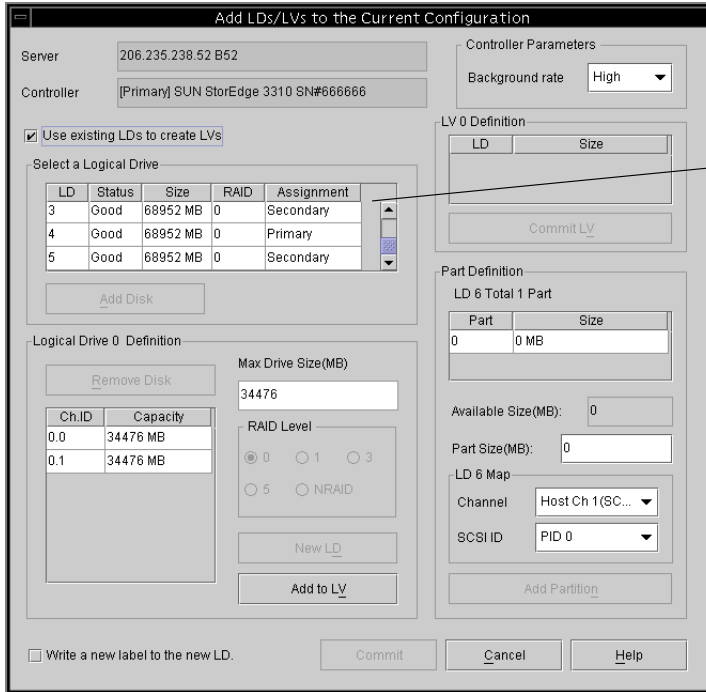 Add LDs/LVs to the Current Configuration
Server
206.235.238.52 B52
Controller
[Primary] SUN StorEdge 3310 SN#666666
Controller Parameters
Background rate
High
Use existing LDs to create LVs
Select a Logical Drive
LD Status Size RAID Assignment
3 Good 68952 MB 0 Secondary
4 Good 68952 MB 0 Primary
5 Good 68952 MB 0 Secondary
Add Disk
LV 0 Definition
LD Size
Commit LV
Logical Drive 0 Definition
Remove Disk
Ch.ID Capacity
0.0 34476 MB
0.1 34476 MB
Max Drive Size(MB)
34476
RAID Level
0 1 3
5 NRAID
New LD
Add to LV
Part Definition
LD 6 Total 1 Part
Part Size
0 0 MB
Available Size(MB): 0
Part Size(MB): 0
LD 6 Map
Channel Host Ch 1(SC...
SCSI ID PID 0
Add Partition
Write a new label to the new LD.
Commit
Cancel
Help